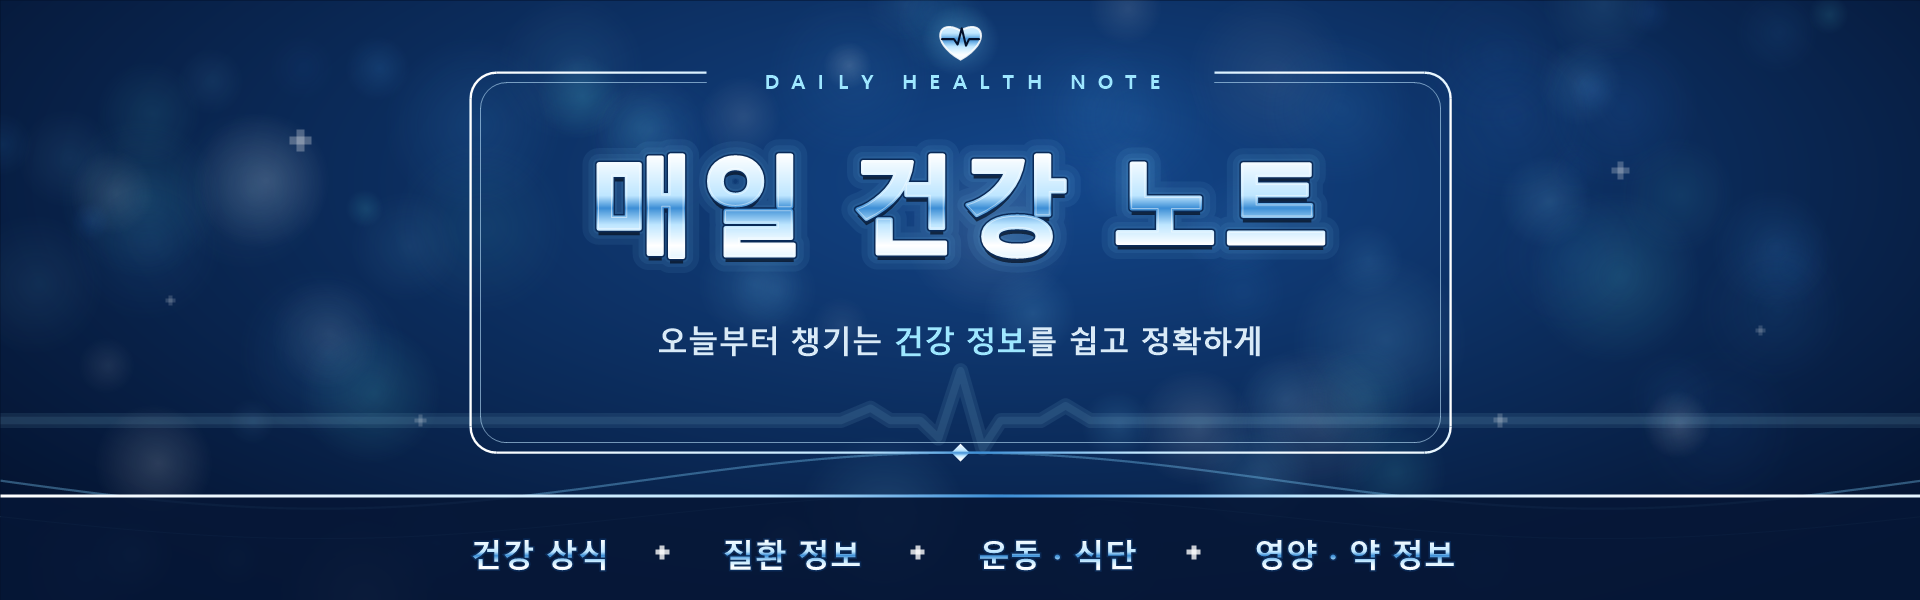 DAILY HEALTH NOTE
매일 건강 노트
오늘부터 챙기는 건강 정보를 쉽고 정확하게
건강 상식 + 질환 정보 + 운동 · 식단 + 영양 · 약 정보